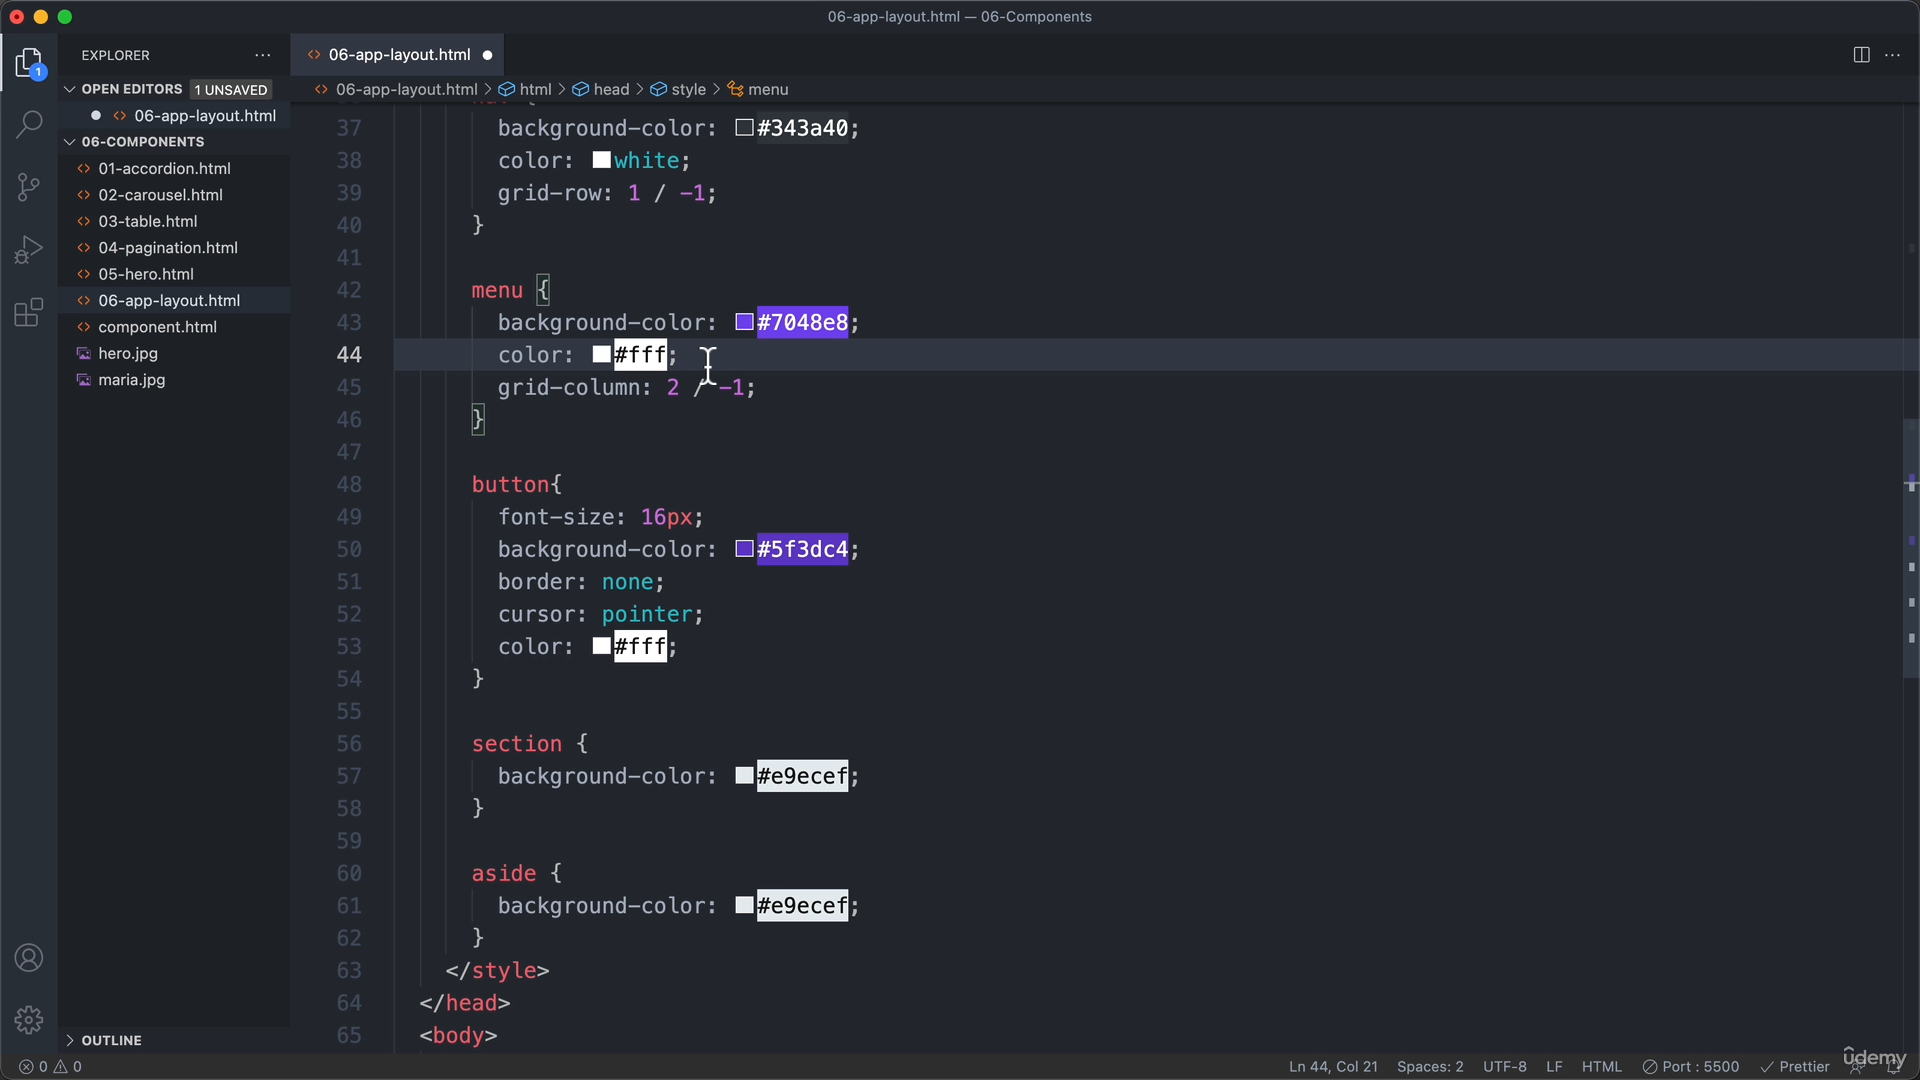 06-app-layout.html — 06-Components
EXPLORER
06-app-layout.html
1
OPEN EDITORS 1 UNSAVED
06-app-layout.html > html > head > style > menu
06-app-layout.html
06-COMPONENTS
01-accordion.html
02-carousel.html
03-table.html
04-pagination.html
05-hero.html
06-app-layout.html
component.html
hero.jpg
maria.jpg
OUTLINE
37 background-color: #343a40;
38 color: white;
39 grid-row: 1 / -1;
40 }
41
42 menu {
43 background-color: #7048e8;
44 color: #fff;
45 grid-column: 2 / -1;
46 }
47
48 button{
49 font-size: 16px;
50 background-color: #5f3dc4;
51 border: none;
52 cursor: pointer;
53 color: #fff;
54 }
55
56 section {
57 background-color: #e9ecef;
58 }
59
60 aside {
61 background-color: #e9ecef;
62 }
63 </style>
64 </head>
65 <body>
0 0
Ln 44, Col 21 Spaces: 2 UTF-8 LF HTML Port : 5500 Prettier
udemy